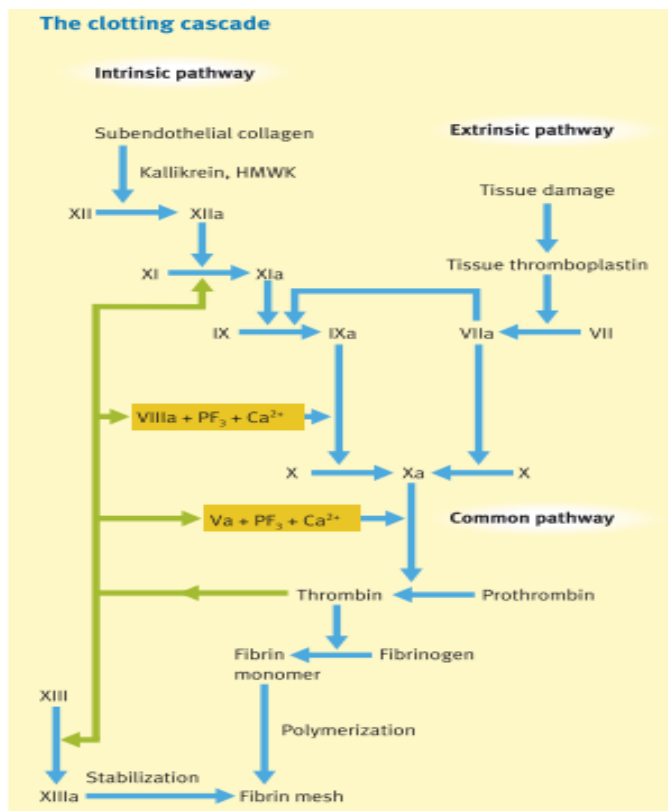 The clotting cascade
Intrinsic pathway
Subendothelial collagen
Extrinsic pathway
Kallikrein, HMWK
Tissue damage
XII
XIIa
Tissue thromboplastin
XI
XIa
IX
IXa
VIIa
VII
VIIIa + PF₃ + Ca²⁺
X
Xa
X
Va + PF₃ + Ca²⁺
Common pathway
Thrombin
Prothrombin
Fibrin
monomer
Fibrinogen
XIII
Polymerization
Stabilization
XIIIa
Fibrin mesh